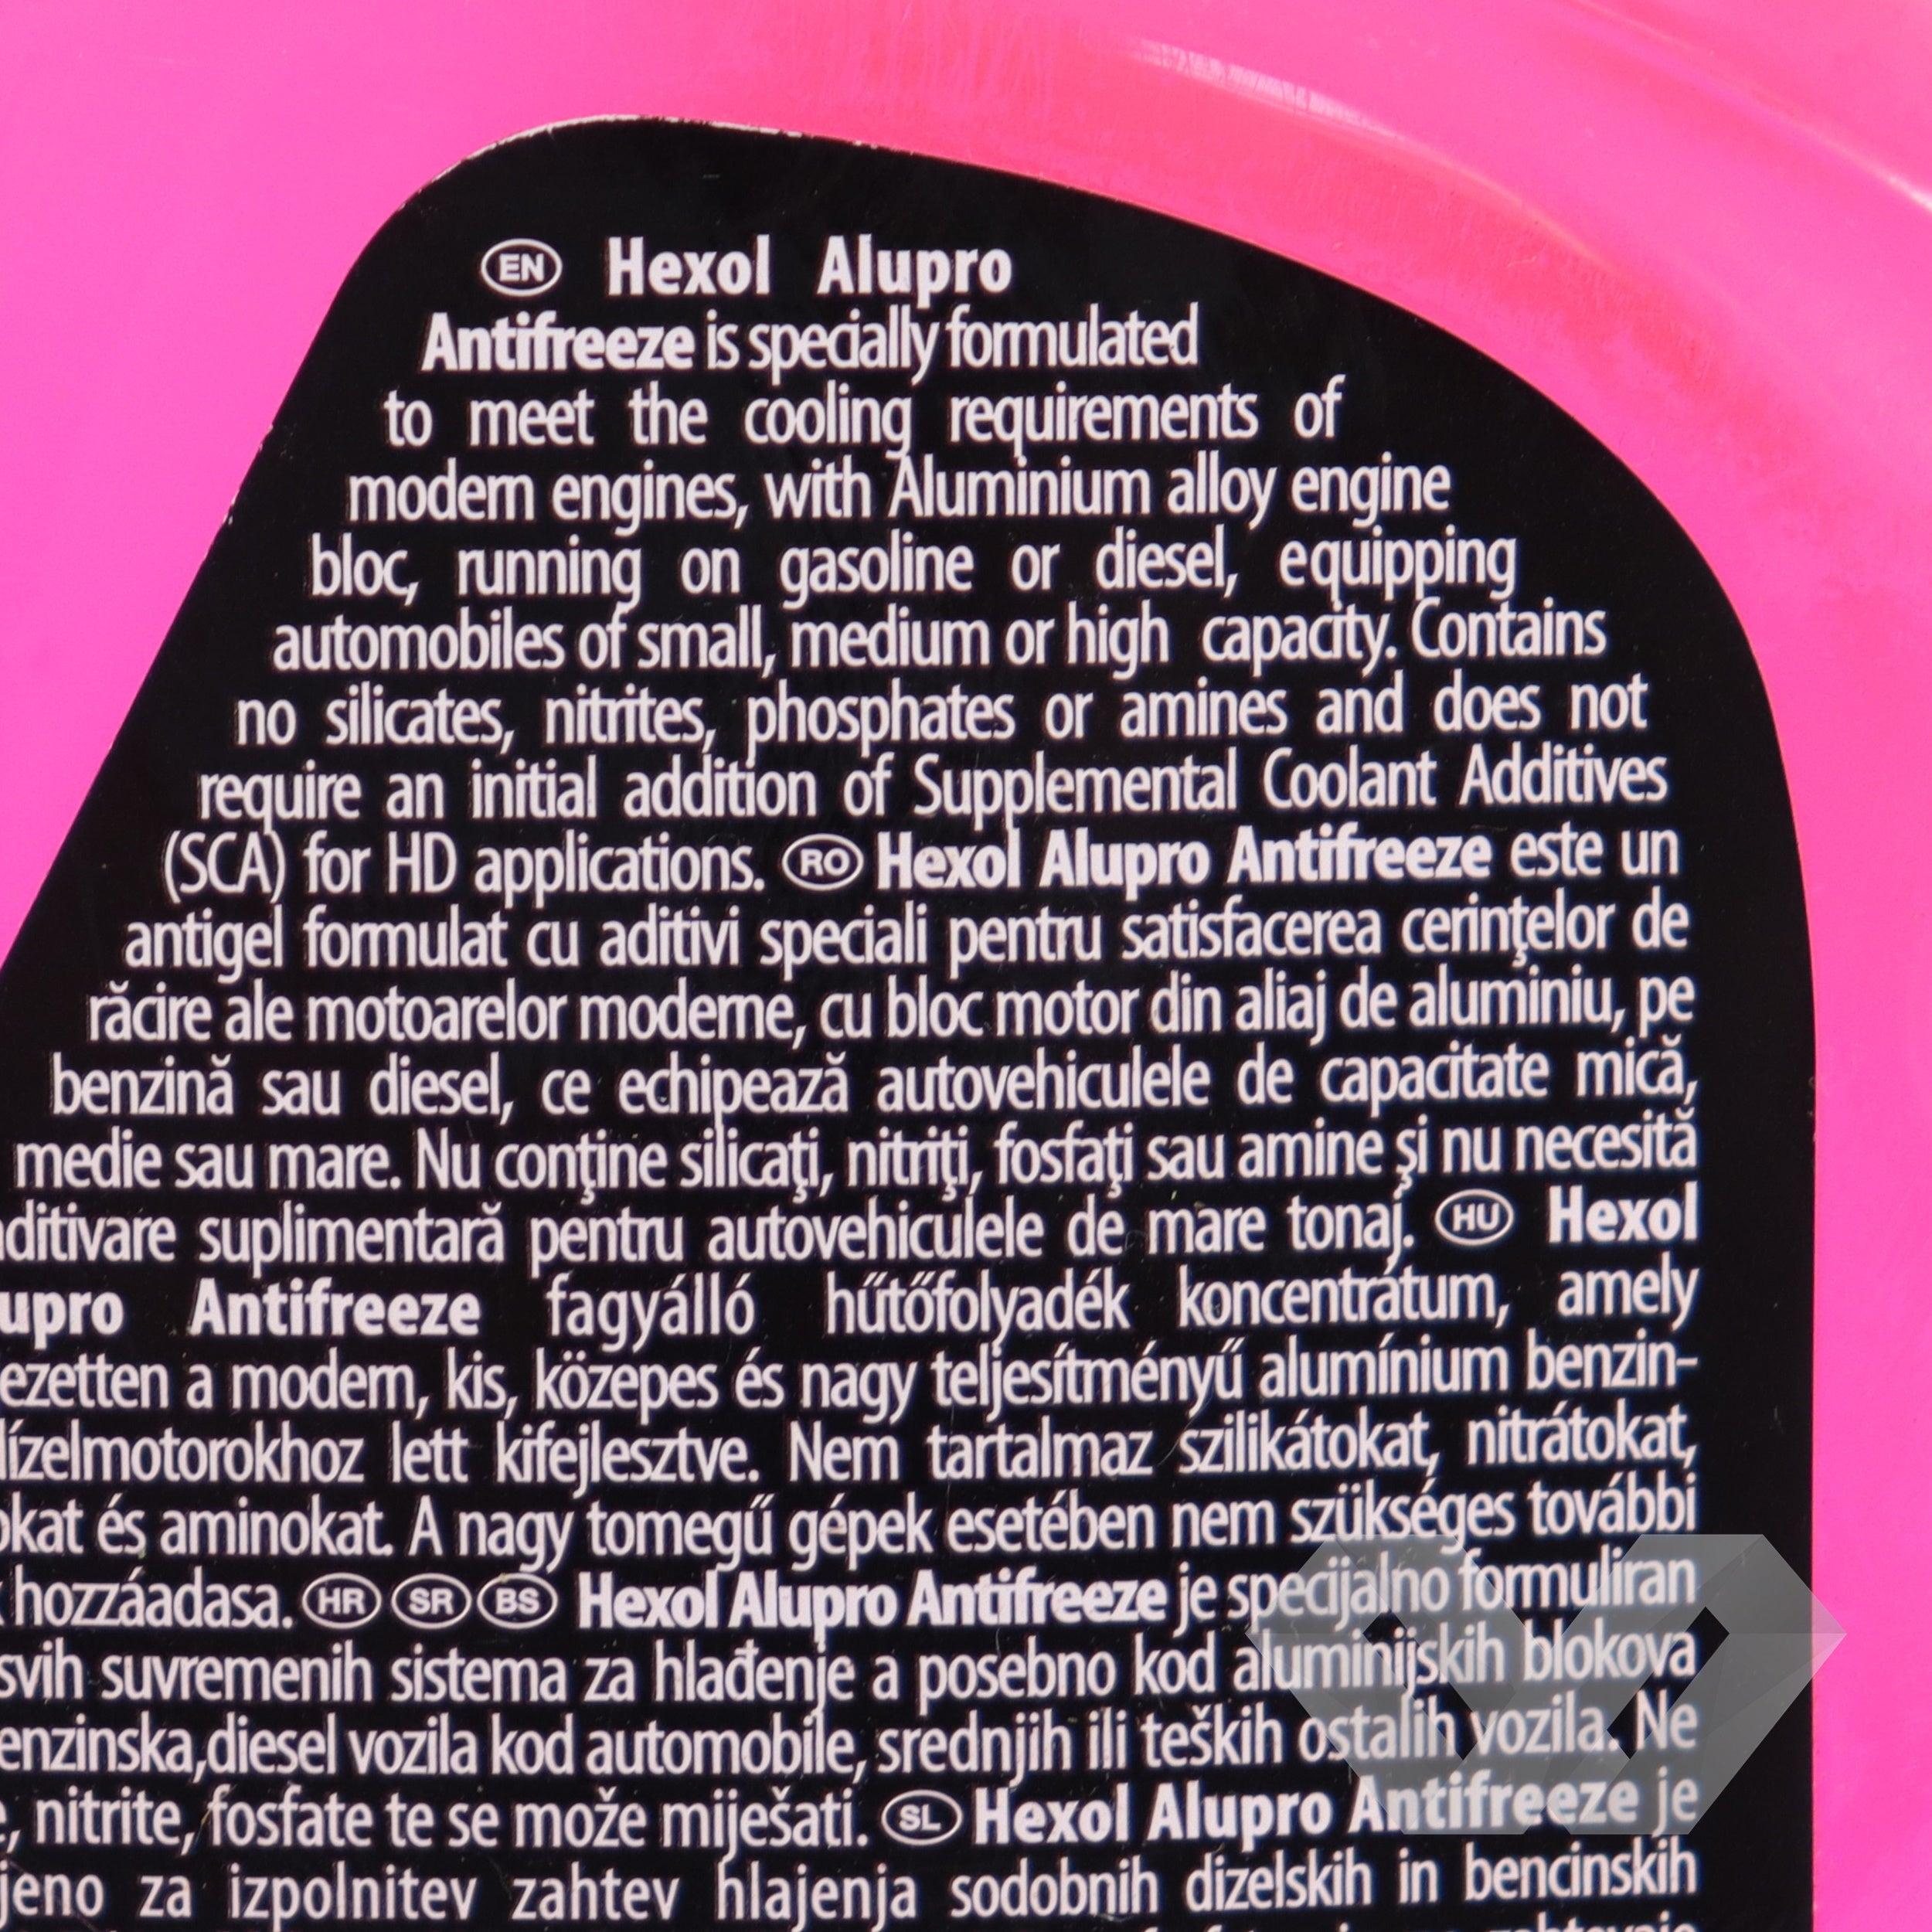 EN Hexol Alupro
Antifreeze is specially formulated
to meet the cooling requirements of
modern engines, with Aluminium alloy engine
bloc, running on gasoline or diesel, equipping
automobiles of small, medium or high capacity. Contains
no silicates, nitrites, phosphates or amines and does not
require an initial addition of Supplemental Coolant Additives
(SCA) for HD applications. RO Hexol Alupro Antifreeze este un
antigel formulat cu aditivi speciali pentru satisfacerea cerinţelor de
răcire ale motoarelor moderne, cu bloc motor din aliaj de aluminiu, pe
benzină sau diesel, ce echipează autovehiculele de capacitate mică,
medie sau mare. Nu conţine silicaţi, nitriţi, fosfaţi sau amine şi nu necesită
ditivare suplimentară pentru autovehiculele de mare tonaj. HU Hexol
upro Antifreeze fagyálló hűtőfolyadék koncentrátum, amely
ezetten a modern, kis, közepes és nagy teljesítményű alumínium benzin-
ízelmotorokhoz lett kifejlesztve. Nem tartalmaz szilikátokat, nitrátokat,
okat és aminokat. A nagy tomegű gépek esetében nem szükséges további
hozzáadasa. HR SR BS Hexol Alupro Antifreeze je specijalno formuliran
svih suvremenih sistema za hlađenje a posebno kod aluminijskih blokova
enzinska,diesel vozila kod automobile, srednjih ili teških ostalih vozila. Ne
, nitrite, fosfate te se može miješati. SL Hexol Alupro Antifreeze je
jeno za izpolnitev zahtev hlajenja sodobnih dizelskih in bencinskih